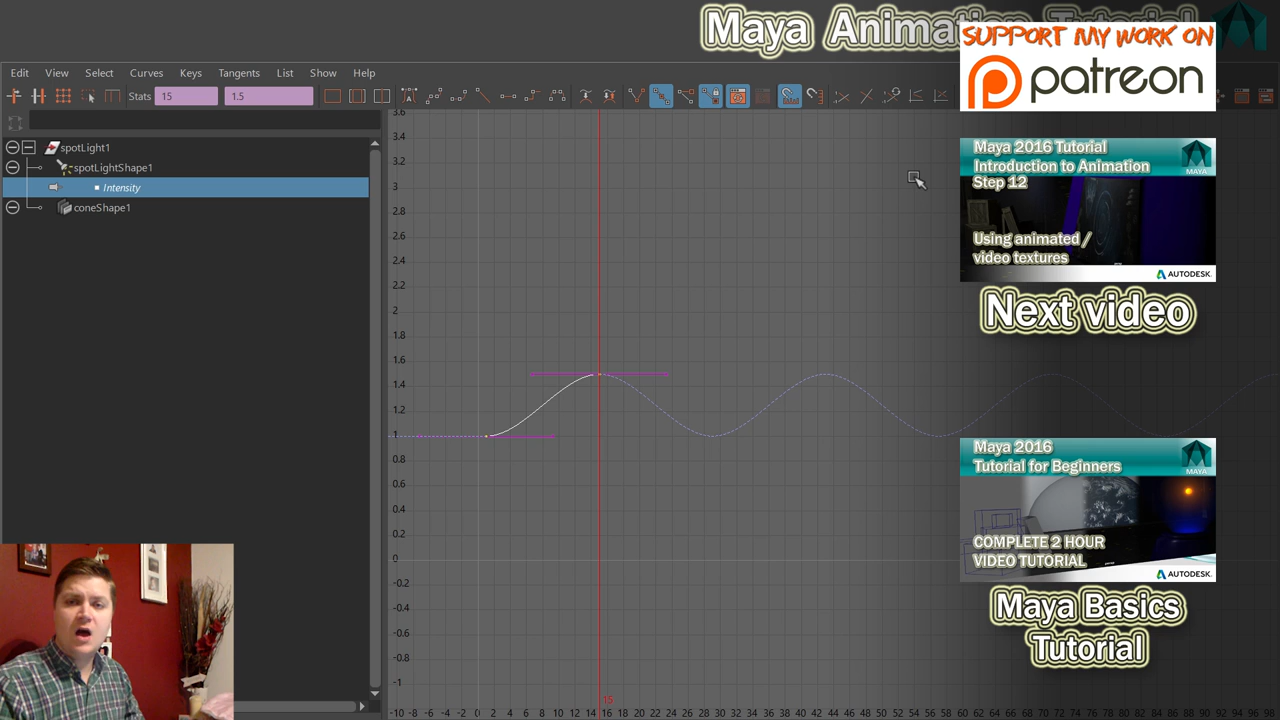 Maya Animation Tutorial
SUPPORT MY WORK ON
patreon
Edit View Select Curves Keys Tangents List Show Help
Stats 15 1.5
spotLight1
spotLightShape1
Intensity
coneShape1
3.6
3.4
3.2
3
2.8
2.6
2.4
2.2
2
1.8
1.6
1.4
1.2
1
0.8
0.6
0.4
0.2
0
-0.2
-0.4
-0.6
-0.8
-1
15
-10 -8 -6 -4 -2 0 2 4 6 8 10 12 14 16 18 20 22 24 26 28 30 32 34 36 38 40 42 44 46 48 50 52 54 56 58 60 62 64 66 68 70 72 74 76 78 80 82 84 86 88 90 92 94 96 98
Maya 2016 Tutorial
Introduction to Animation
Step 12
MAYA
Using animated /
video textures
AUTODESK.
Next video
Maya 2016
Tutorial for Beginners
MAYA
COMPLETE 2 HOUR
VIDEO TUTORIAL
AUTODESK.
Maya Basics
Tutorial